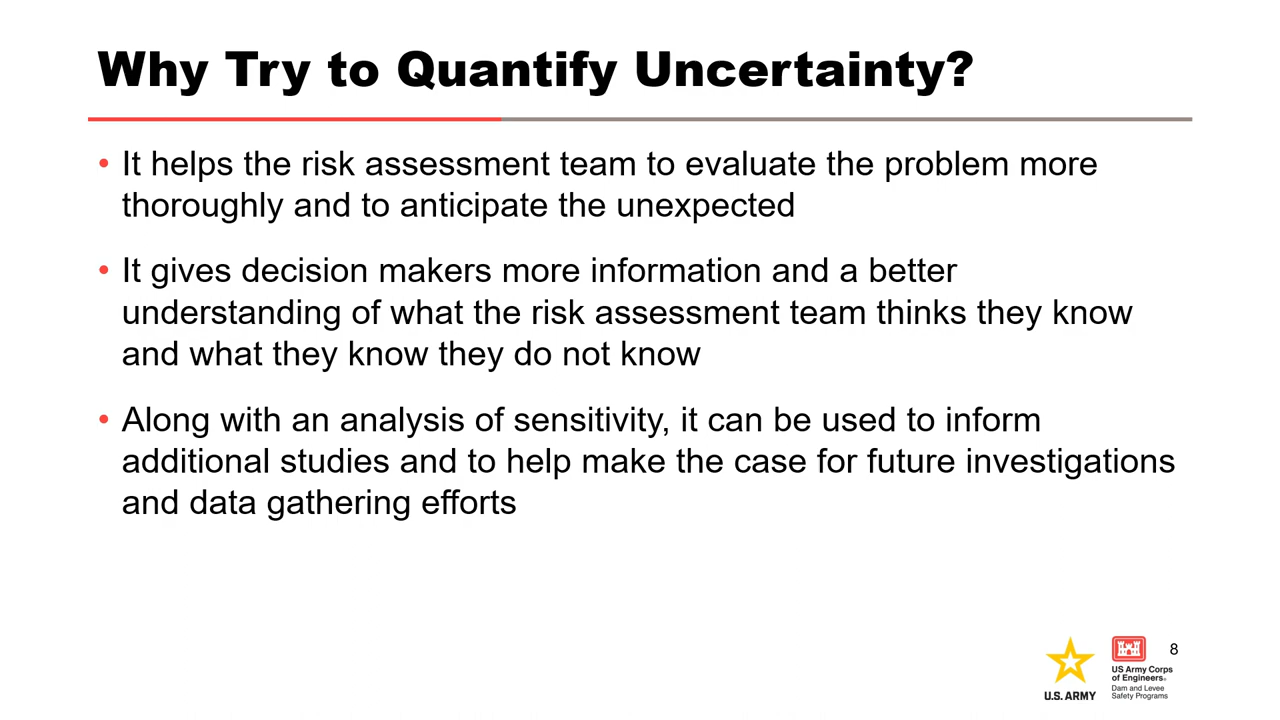 Why Try to Quantify Uncertainty?
• It helps the risk assessment team to evaluate the problem more
thoroughly and to anticipate the unexpected
• It gives decision makers more information and a better
understanding of what the risk assessment team thinks they know
and what they know they do not know
• Along with an analysis of sensitivity, it can be used to inform
additional studies and to help make the case for future investigations
and data gathering efforts
8
U.S. ARMY
US Army Corps
of Engineers®
Dam and Levee
Safety Programs